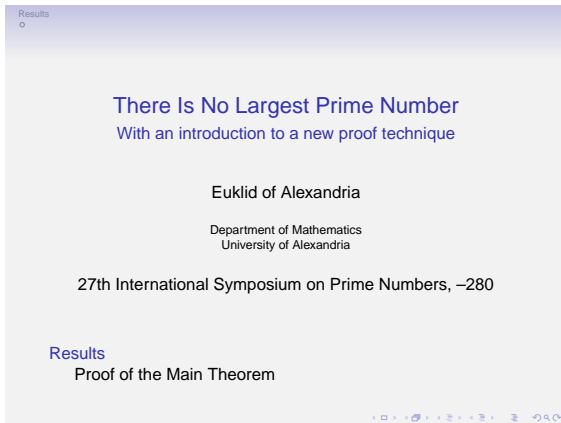 Results
There Is No Largest Prime Number
With an introduction to a new proof technique
Euklid of Alexandria
Department of Mathematics
University of Alexandria
27th International Symposium on Prime Numbers, –280
Results
Proof of the Main Theorem